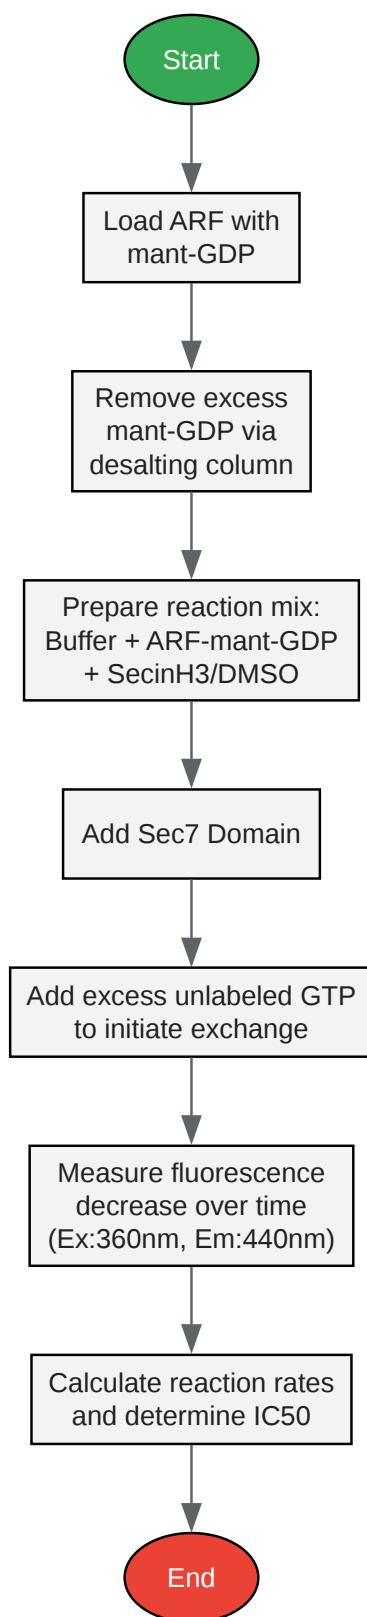 Start
Load ARF with
mant-GDP
Remove excess
mant-GDP via
desalting column
Prepare reaction mix:
Buffer + ARF-mant-GDP
+ SecinH3/DMSO
Add Sec7 Domain
Add excess unlabeled GTP
to initiate exchange
Measure fluorescence
decrease over time
(Ex:360nm, Em:440nm)
Calculate reaction rates
and determine IC50
End